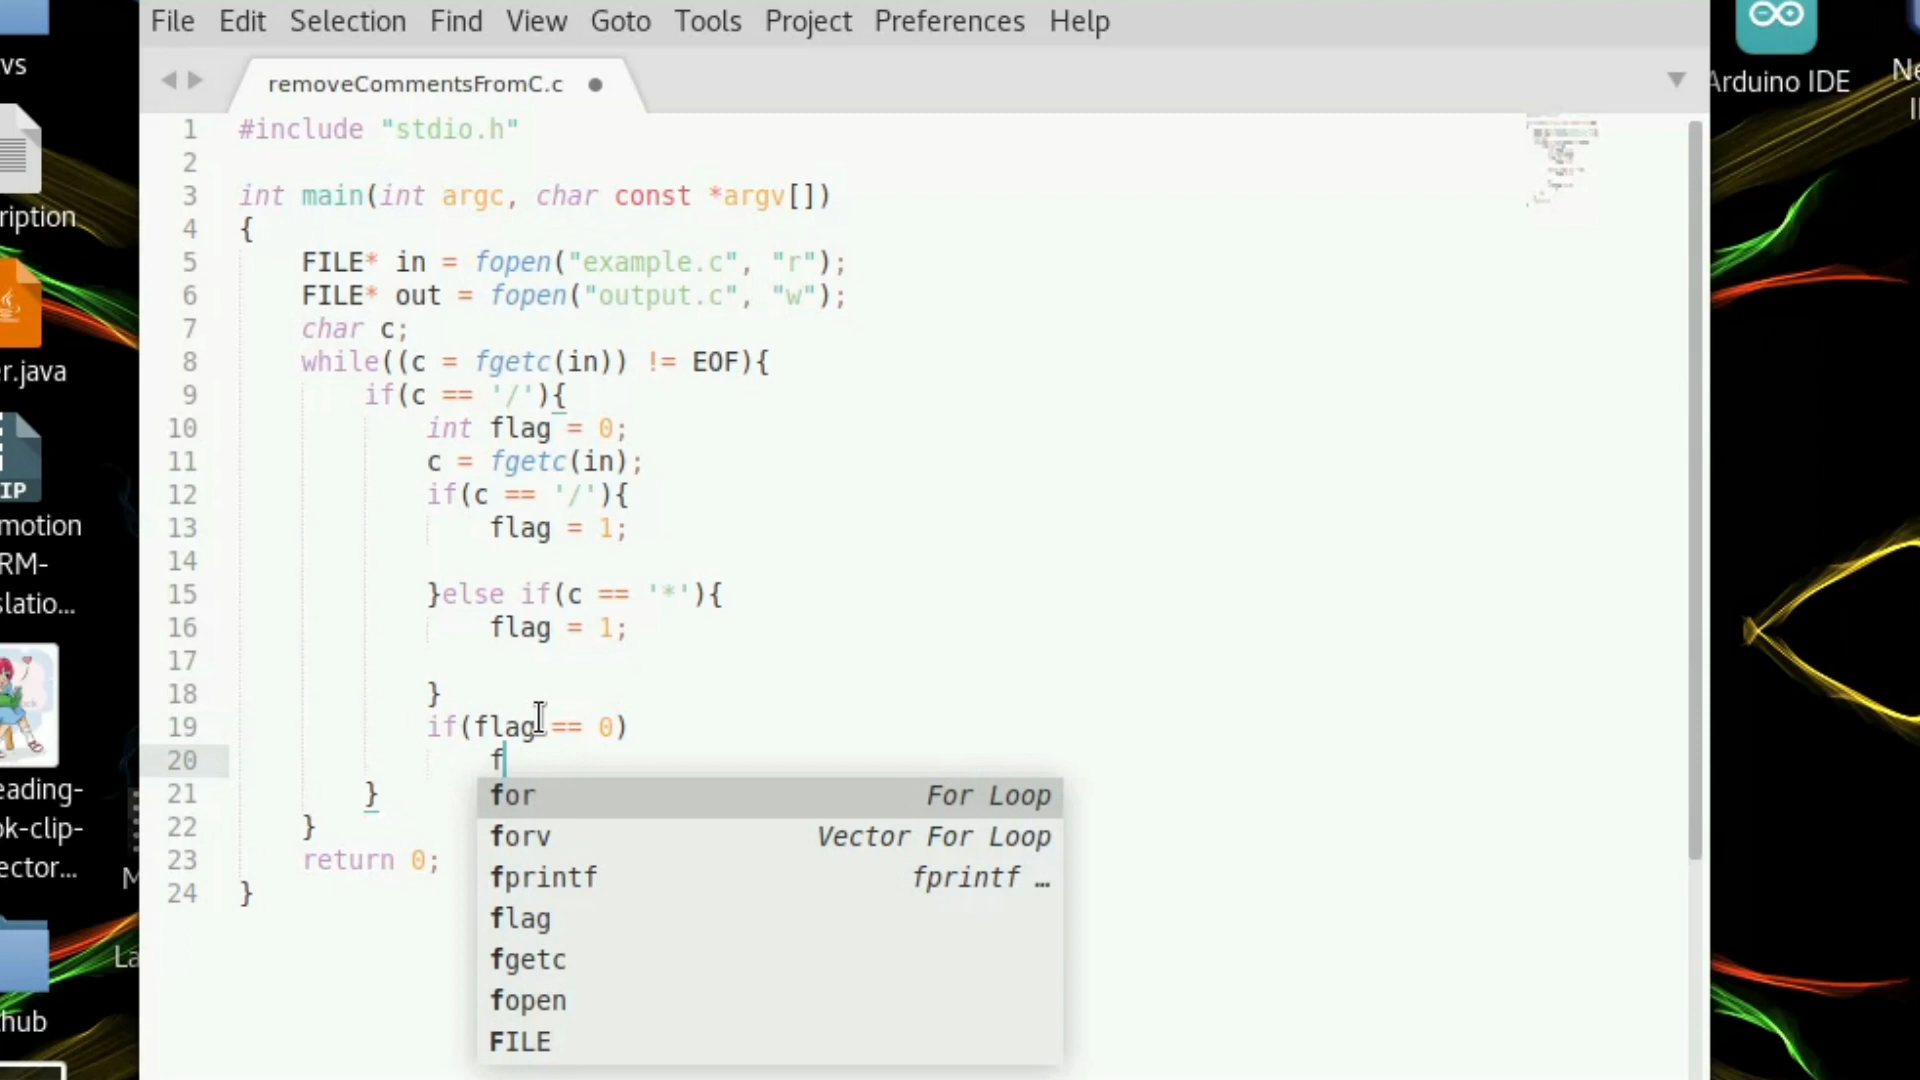 File Edit Selection Find View Goto Tools Project Preferences Help
removeCommentsFromC.c
1 #include "stdio.h"
2
3 int main(int argc, char const *argv[])
4 {
5 FILE* in = fopen("example.c", "r");
6 FILE* out = fopen("output.c", "w");
7 char c;
8 while((c = fgetc(in)) != EOF){
9 if(c == '/'){
10 int flag = 0;
11 c = fgetc(in);
12 if(c == '/'){
13 flag = 1;
14
15 }else if(c == '*'){
16 flag = 1;
17
18 }
19 if(flag == 0)
20 f
21 }
22 }
23 return 0;
24 }
for For Loop
forv Vector For Loop
fprintf fprintf …
flag
fgetc
fopen
FILE
vs
ription
r.java
IP
motion
RM-
slatio...
eading-
ok-clip-
ector...
M
La
hub
Arduino IDE
Ne